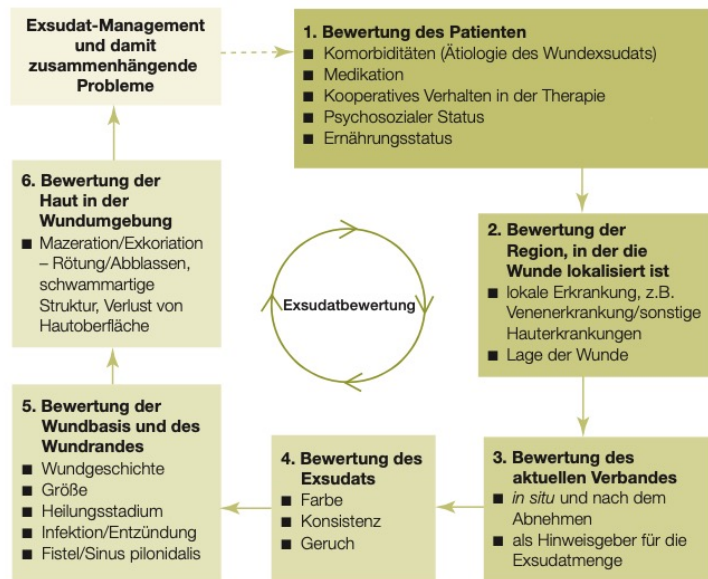 Exsudat-Management
und damit
zusammenhängende
Probleme
1. Bewertung des Patienten
■ Komorbiditäten (Ätiologie des Wundexsudats)
■ Medikation
■ Kooperatives Verhalten in der Therapie
■ Psychosozialer Status
■ Ernährungsstatus
2. Bewertung der
Region, in der die
Wunde lokalisiert ist
■ lokale Erkrankung, z.B.
Venenerkrankung/sonstige
Hauterkrankungen
■ Lage der Wunde
3. Bewertung des
aktuellen Verbandes
■ in situ und nach dem
Abnehmen
■ als Hinweisgeber für die
Exsudatmenge
4. Bewertung des
Exsudats
■ Farbe
■ Konsistenz
■ Geruch
5. Bewertung der
Wundbasis und des
Wundrandes
■ Wundgeschichte
■ Größe
■ Heilungsstadium
■ Infektion/Entzündung
■ Fistel/Sinus pilonidalis
6. Bewertung der
Haut in der
Wundumgebung
■ Mazeration/Exkoriation
– Rötung/Abblassen,
schwammartige
Struktur, Verlust von
Hautoberfläche
Exsudatbewertung